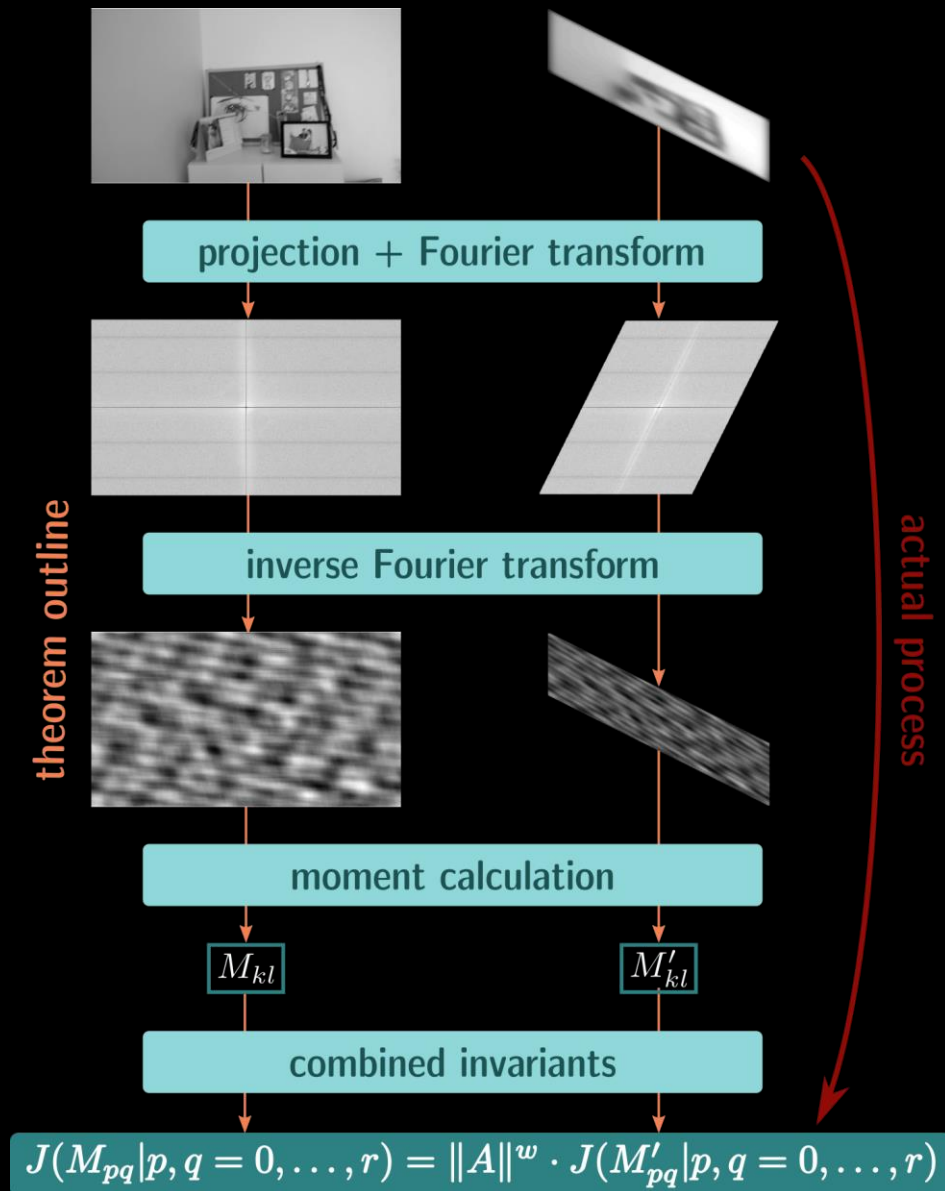 projection + Fourier transform
inverse Fourier transform
theorem outline
actual process
moment calculation
M_{kl}
M'_{kl}
combined invariants
J(M_{pq}|p, q = 0, ..., r) = ‖A‖^w · J(M'_{pq}|p, q = 0, ..., r)